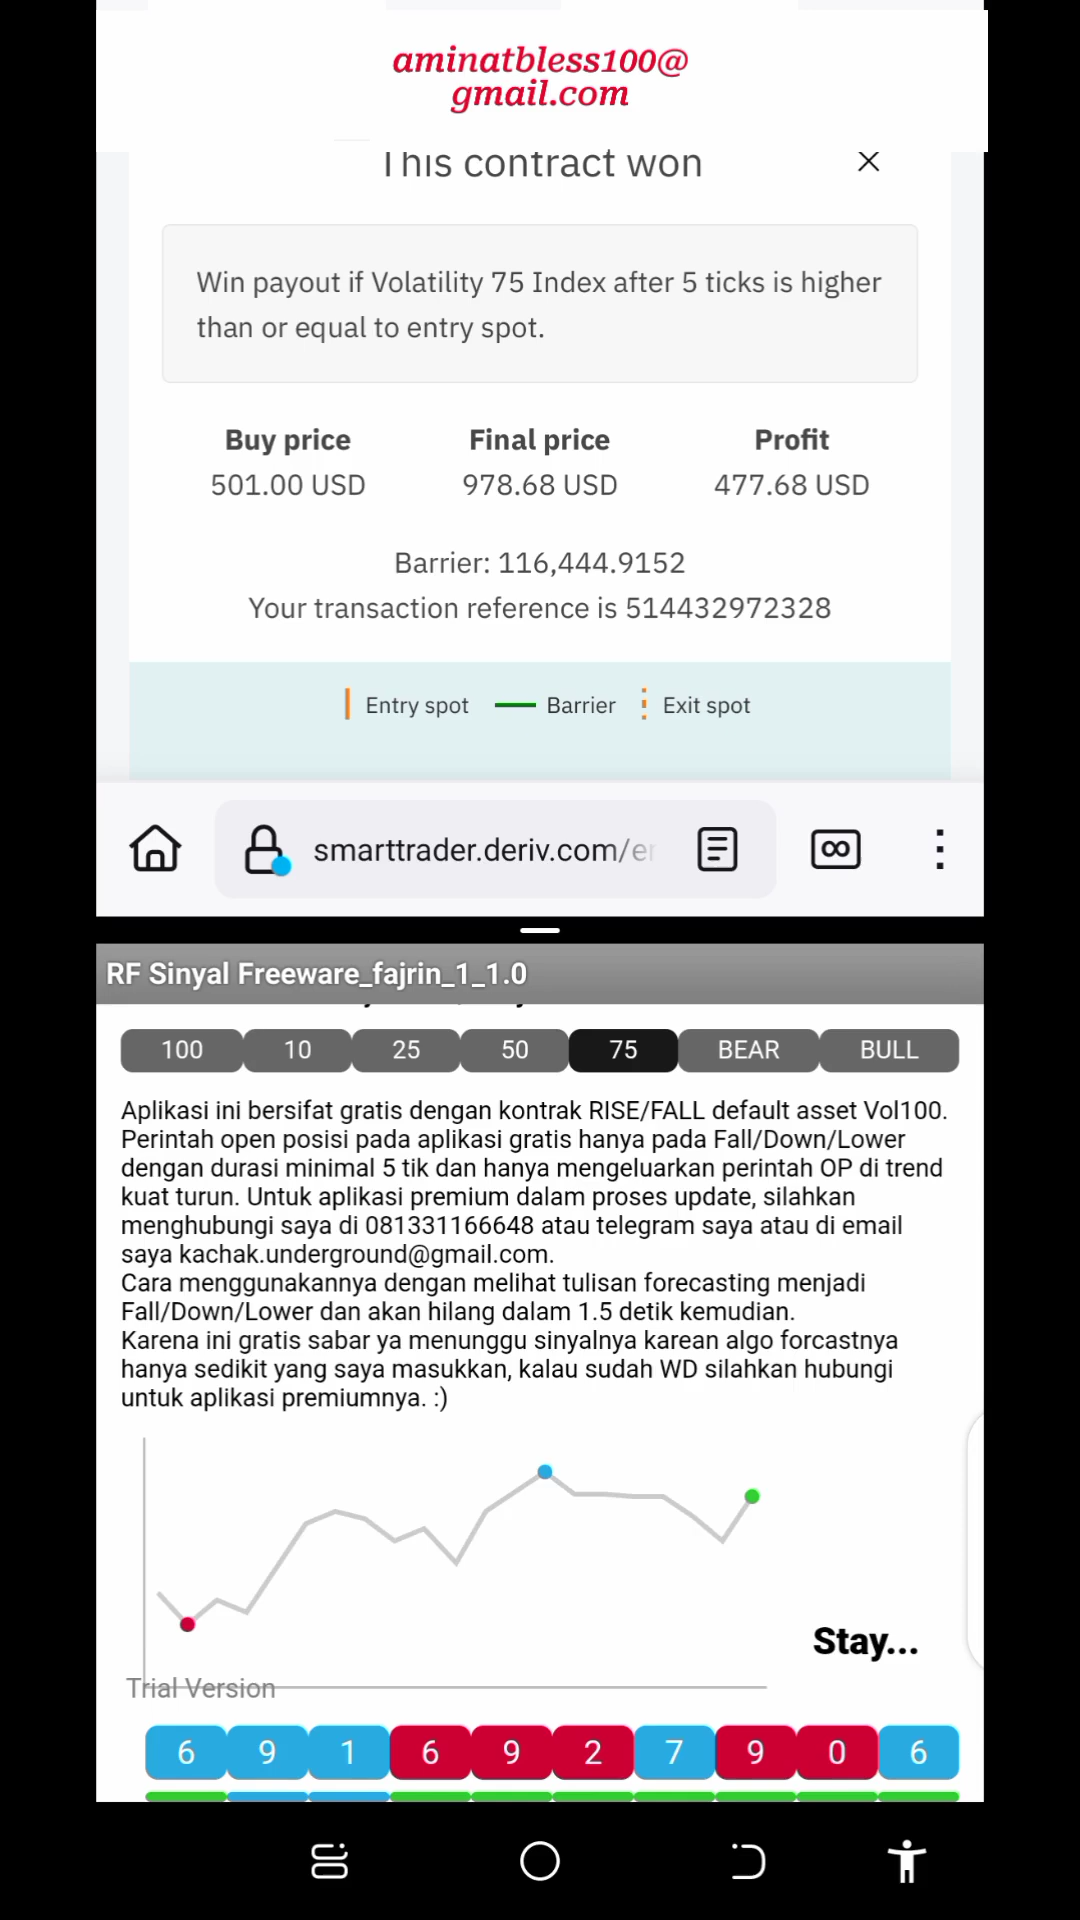 aminatbless100@
gmail.com
This contract won
Win payout if Volatility 75 Index after 5 ticks is higher
than or equal to entry spot.
Buy price Final price Profit
501.00 USD 978.68 USD 477.68 USD
Barrier: 116,444.9152
Your transaction reference is 514432972328
Entry spot Barrier Exit spot
smarttrader.deriv.com/en
RF Sinyal Freeware_fajrin_1_1.0
100 10 25 50 75 BEAR BULL
Aplikasi ini bersifat gratis dengan kontrak RISE/FALL default asset Vol100.
Perintah open posisi pada aplikasi gratis hanya pada Fall/Down/Lower
dengan durasi minimal 5 tik dan hanya mengeluarkan perintah OP di trend
kuat turun. Untuk aplikasi premium dalam proses update, silahkan
menghubungi saya di 081331166648 atau telegram saya atau di email
saya kachak.underground@gmail.com.
Cara menggunakannya dengan melihat tulisan forecasting menjadi
Fall/Down/Lower dan akan hilang dalam 1.5 detik kemudian.
Karena ini gratis sabar ya menunggu sinyalnya karean algo forcastnya
hanya sedikit yang saya masukkan, kalau sudah WD silahkan hubungi
untuk aplikasi premiumnya. :)
Stay...
Trial Version
6 9 1 6 9 2 7 9 0 6